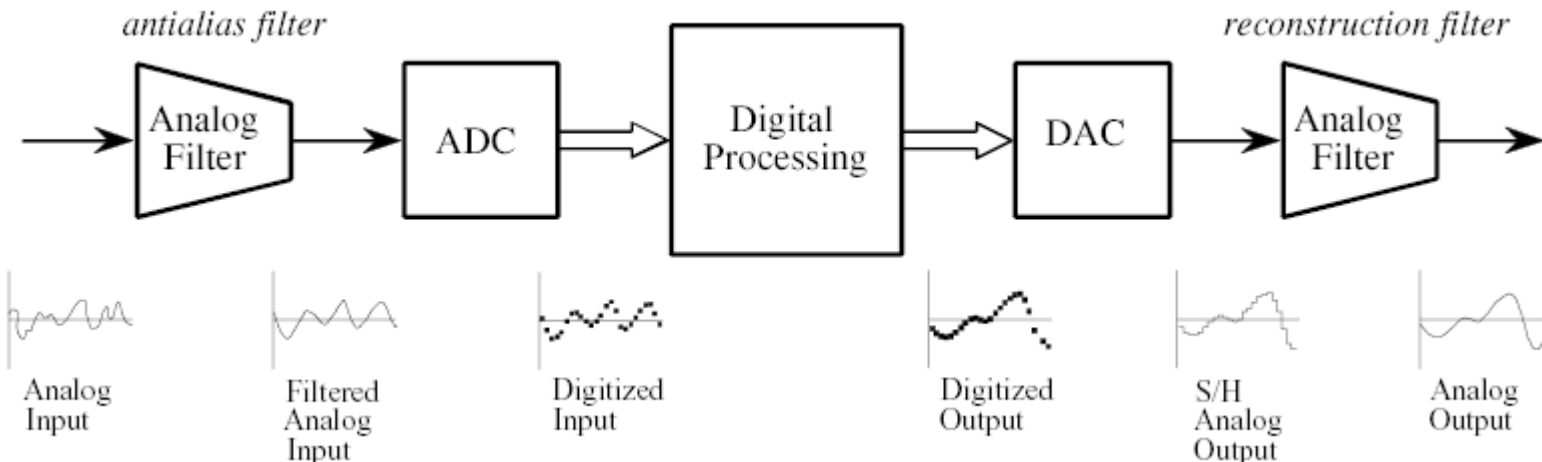 antialias filter
reconstruction filter
Analog
Filter
ADC
Digital
Processing
DAC
Analog
Filter
Analog
Input
Filtered
Analog
Input
Digitized
Input
Digitized
Output
S/H
Analog
Output
Analog
Output